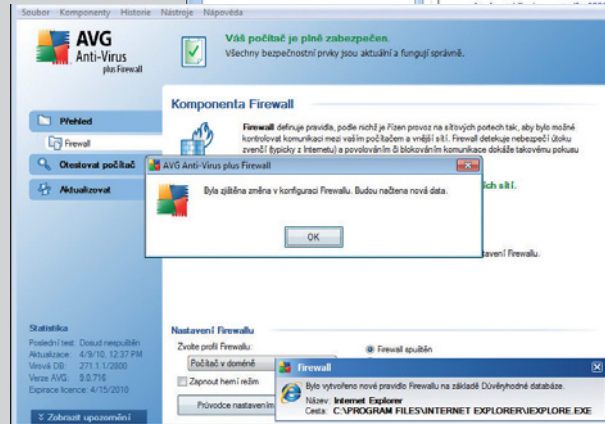 Soubor Komponenty Historie Nástroje Nápověda
AVG
Anti-Virus
plus Firewall
Váš počítač je plně zabezpečen.
Všechny bezpečnostní prvky jsou aktuální a fungují správně.
Přehled
Firewall
Otestovat počítač
Aktualizovat
Komponenta Firewall
Firewall definuje pravidla, podle nichž je řízen provoz na síťových portech tak, aby bylo možné
kontrolovat komunikaci mezi vaším počítačem a vnější sítí. Firewall detekuje nebezpečí útoku
zvenčí (typicky z Internetu) a povolováním či blokováním komunikace dokáže takovému pokusu
AVG Anti-Virus plus Firewall
Byla zjištěna změna v konfiguraci Firewallu. Budou načtena nová data.
OK
ích sítí.
tavení Firewallu.
Statistika
Poslední test: Dosud nespuštěn
Aktualizace: 4/9/10, 12:37 PM
Virová DB: 271.1.1/2000
Verze AVG: 9.0.716
Expirace licence: 4/15/2010
Zobrazit upozornění
Nastavení Firewallu
Zvolte profil Firewallu:
Počítač v doméně
Zapnout herní režim
Průvodce nastavením
Firewall spuštěn
Firewall
Bylo vytvořeno nové pravidlo Firewallu na základě Důvěryhodné databáze.
Název: Internet Explorer
Cesta: C:\PROGRAM FILES\INTERNET EXPLORER\IEXPLORE.EXE